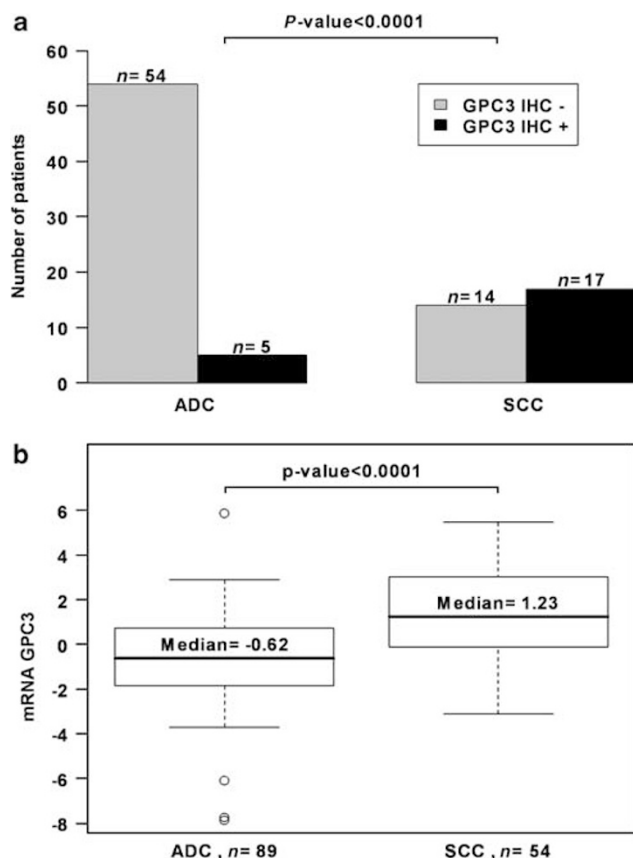 a
P-value<0.0001
60
50
40
30
20
10
0
Number of patients
n= 54
n= 5
n= 14
n= 17
GPC3 IHC -
GPC3 IHC +
ADC
SCC
b
p-value<0.0001
6
4
2
0
-2
-4
-6
-8
mRNA GPC3
Median= -0.62
Median= 1.23
ADC , n= 89
SCC , n= 54